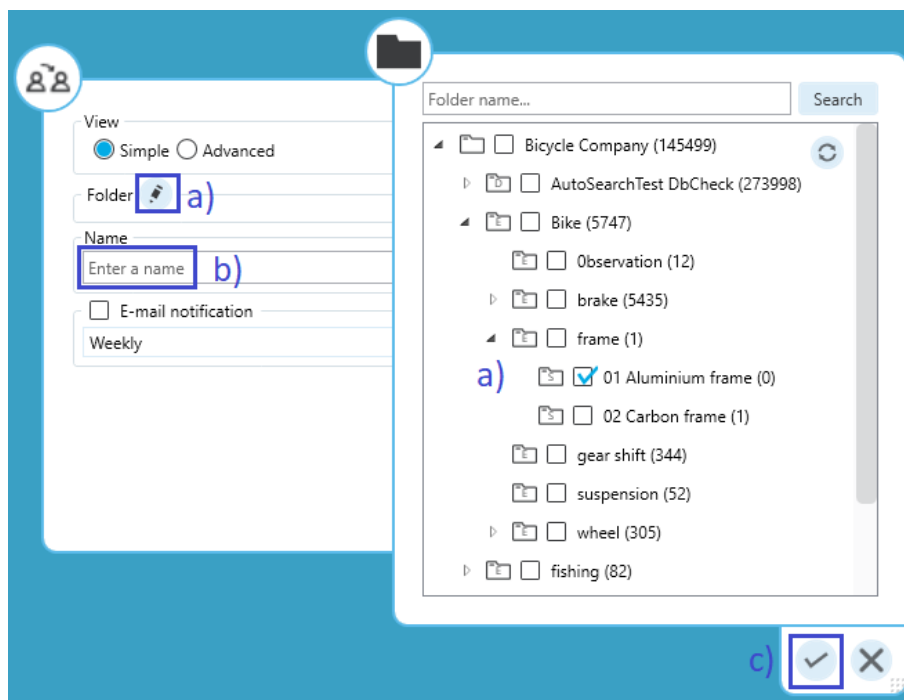 View
Simple Advanced
Folder a)
Name
Enter a name b)
E-mail notification
Weekly
Folder name... Search
Bicycle Company (145499)
D AutoSearchTest DbCheck (273998)
E Bike (5747)
E 0bservation (12)
E brake (5435)
E frame (1)
a) S 01 Aluminium frame (0)
S 02 Carbon frame (1)
E gear shift (344)
E suspension (52)
E wheel (305)
E fishing (82)
c)